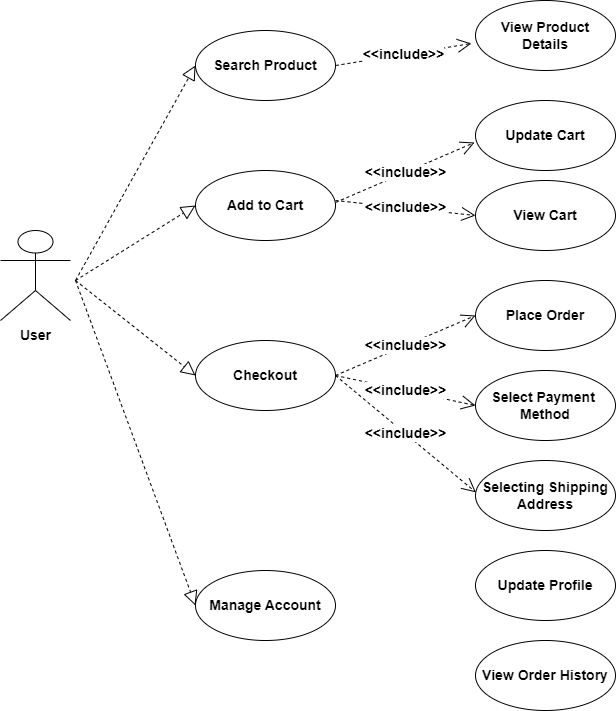 View Product
Details
Search Product
<<include>>
Update Cart
<<include>>
Add to Cart
<<include>>
View Cart
User
Place Order
<<include>>
Checkout
<<include>>
Select Payment
Method
<<include>>
Selecting Shipping
Address
Update Profile
Manage Account
View Order History